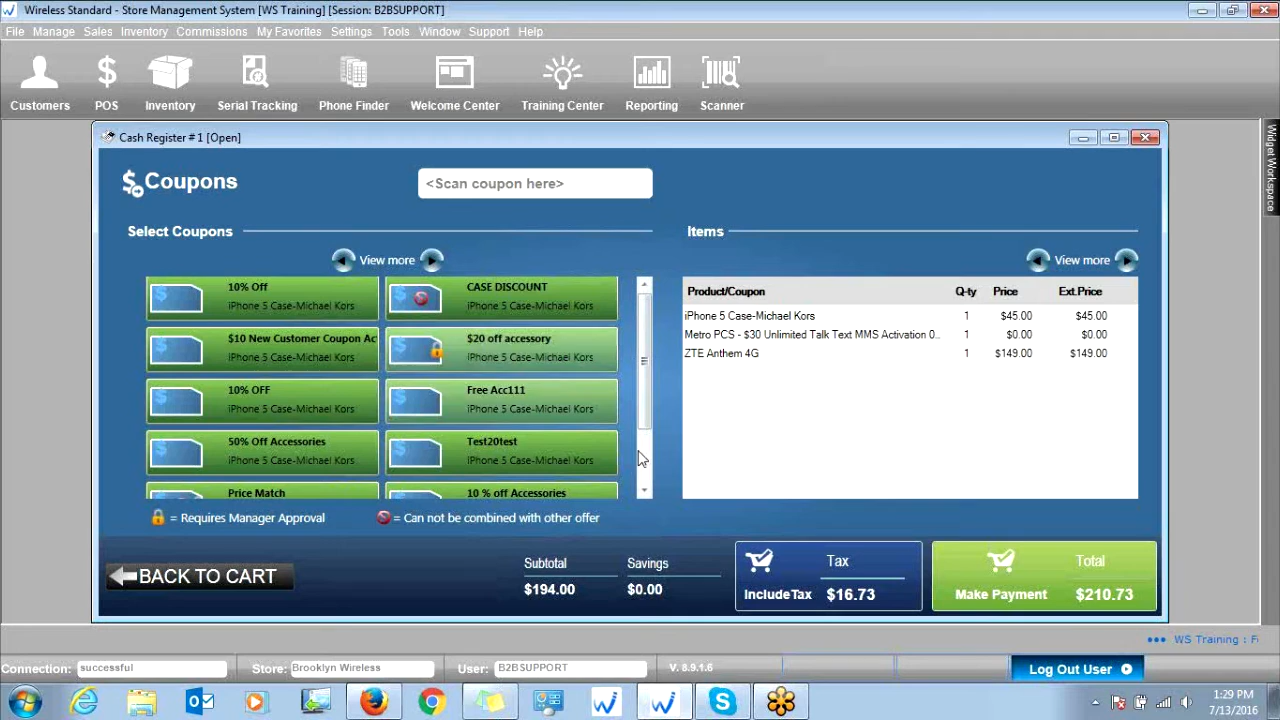 Wireless Standard - Store Management System [WS Training] [Session: B2BSUPPORT]
File Manage Sales Inventory Commissions My Favorites Settings Tools Window Support Help
Customers POS Inventory Serial Tracking Phone Finder Welcome Center Training Center Reporting Scanner
Widget Workspace
Cash Register # 1 [Open]
Coupons
<Scan coupon here>
Select Coupons
View more
10% Off
iPhone 5 Case-Michael Kors
CASE DISCOUNT
iPhone 5 Case-Michael Kors
$10 New Customer Coupon Ac
iPhone 5 Case-Michael Kors
$20 off accessory
iPhone 5 Case-Michael Kors
10% OFF
iPhone 5 Case-Michael Kors
Free Acc111
iPhone 5 Case-Michael Kors
50% Off Accessories
iPhone 5 Case-Michael Kors
Test20test
iPhone 5 Case-Michael Kors
Price Match
10 % off Accessories
= Requires Manager Approval
= Can not be combined with other offer
Items
View more
Product/Coupon Q-ty Price Ext.Price
iPhone 5 Case-Michael Kors 1 $45.00 $45.00
Metro PCS - $30 Unlimited Talk Text MMS Activation 0... 1 $0.00 $0.00
ZTE Anthem 4G 1 $149.00 $149.00
BACK TO CART
Subtotal
$194.00
Savings
$0.00
Tax
IncludeTax $16.73
Total
Make Payment $210.73
WS Training : Fi
Connection: successful Store: Brooklyn Wireless User: B2BSUPPORT V. 8.9.1.6 Log Out User
1:29 PM
7/13/2016